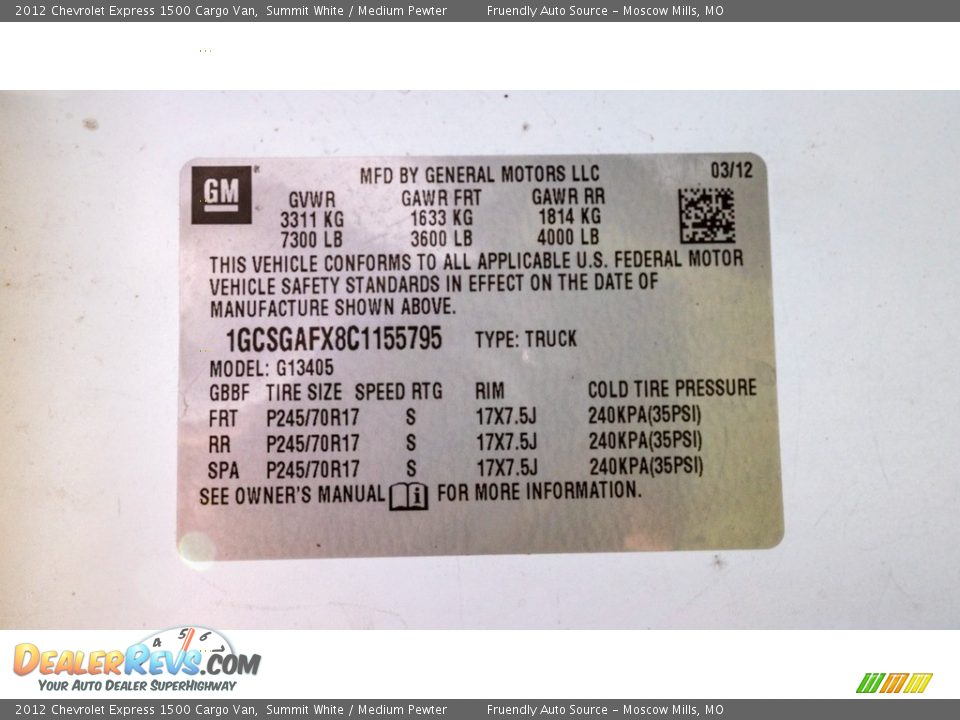 2012 Chevrolet Express 1500 Cargo Van, Summit White / Medium Pewter Fruendly Auto Source - Moscow Mills, MO
GM
MFD BY GENERAL MOTORS LLC 03/12
GVWR GAWR FRT GAWR RR
3311 KG 1633 KG 1814 KG
7300 LB 3600 LB 4000 LB
THIS VEHICLE CONFORMS TO ALL APPLICABLE U.S. FEDERAL MOTOR
VEHICLE SAFETY STANDARDS IN EFFECT ON THE DATE OF
MANUFACTURE SHOWN ABOVE.
1GCSGAFX8C1155795 TYPE: TRUCK
MODEL: G13405
GBBF TIRE SIZE SPEED RTG RIM COLD TIRE PRESSURE
FRT P245/70R17 S 17X7.5J 240KPA(35PSI)
RR P245/70R17 S 17X7.5J 240KPA(35PSI)
SPA P245/70R17 S 17X7.5J 240KPA(35PSI)
SEE OWNER'S MANUAL FOR MORE INFORMATION.
4 5 6
DEALERREVS.COM
YOUR AUTO DEALER SUPERHIGHWAY
2012 Chevrolet Express 1500 Cargo Van, Summit White / Medium Pewter Fruendly Auto Source - Moscow Mills, MO